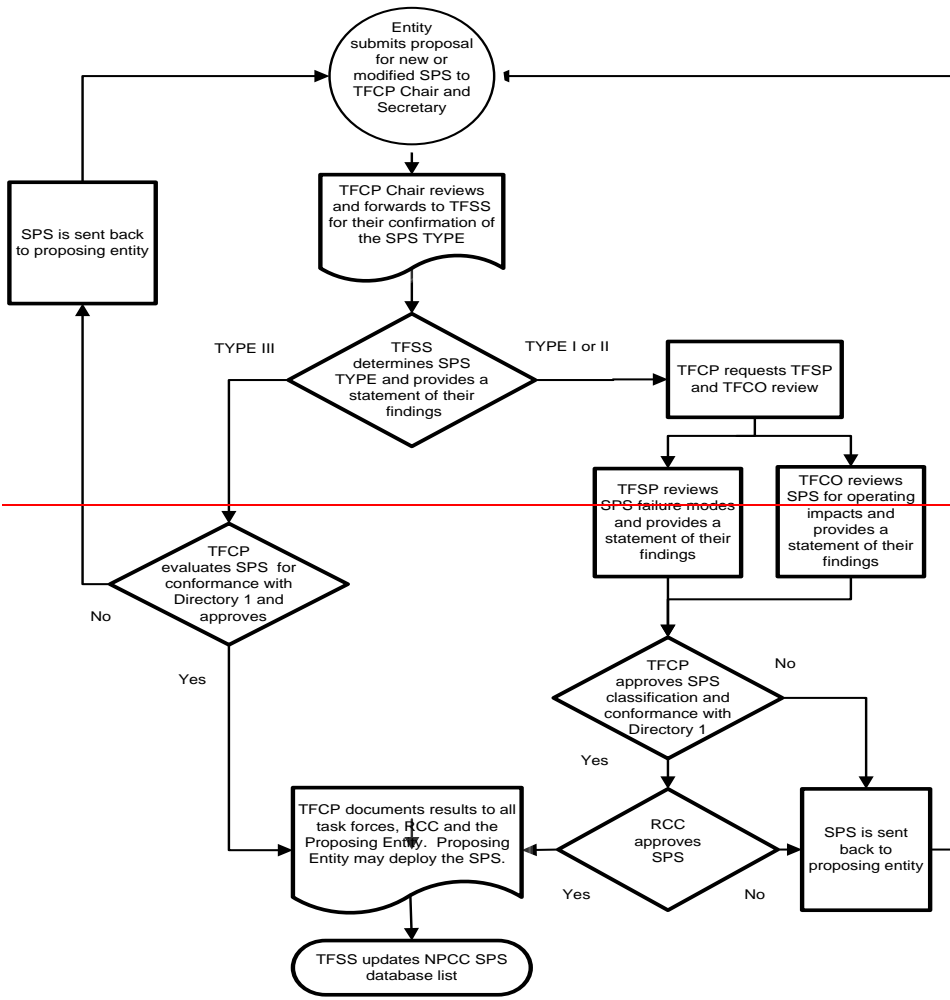 Entity
submits proposal
for new or
modified SPS to
TFCP Chair and
Secretary
TFCP Chair reviews
and forwards to TFSS
for their confirmation of
the SPS TYPE
SPS is sent back
to proposing entity
TYPE III
TFSS
determines SPS
TYPE and provides a
statement of their
findings
TYPE I or II
TFCP requests TFSP
and TFCO review
TFSP reviews
SPS failure modes
and provides a
statement of their
findings
TFCO reviews
SPS for operating
impacts and
provides a
statement of their
findings
TFCP
evaluates SPS for
conformance with
Directory 1 and
approves
No
Yes
TFCP
approves SPS
classification and
conformance with
Directory 1
No
Yes
TFCP documents results to all
task forces, RCC and the
Proposing Entity. Proposing
Entity may deploy the SPS.
RCC
approves
SPS
SPS is sent
back to
proposing entity
Yes
No
TFSS updates NPCC SPS
database list